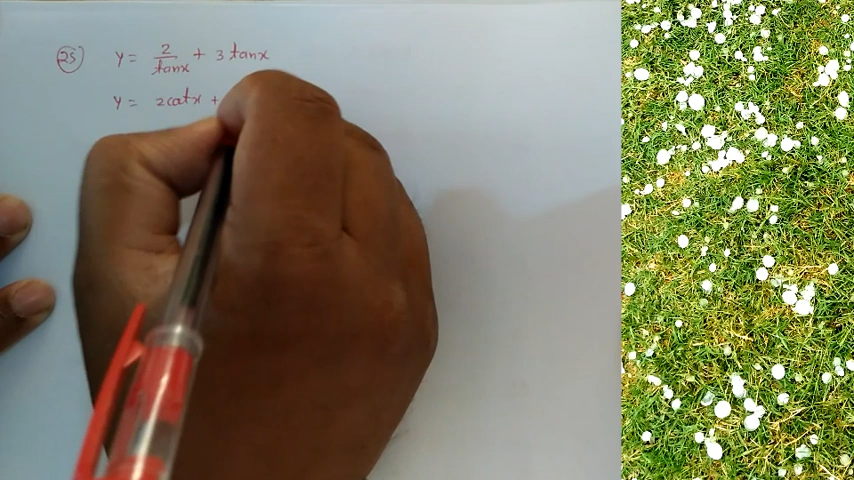 25 y = 2/tanx + 3 tanx
y = 2cotx +